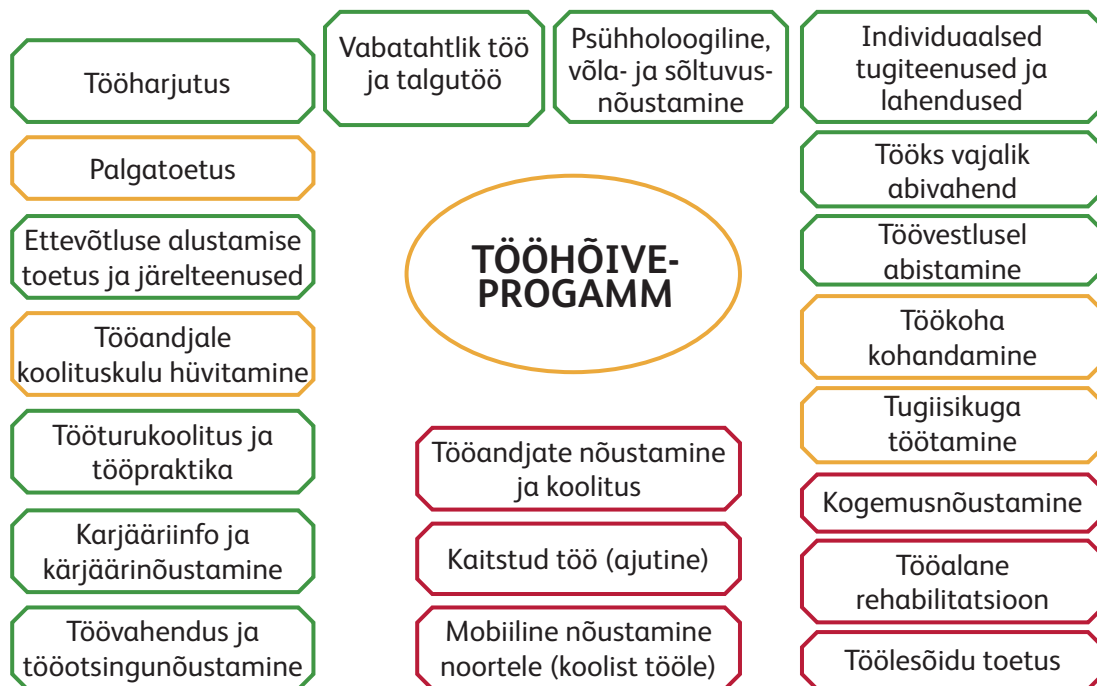 Tööharjutus
Vabatahtlik töö
ja talgutöö
Psühholoogiline,
võla- ja sõltuvus-
nõustamine
Individuaalsed
tugiteenused ja
lahendused
Palgatoetus
Ettevõtluse alustamise
toetus ja järelteenused
Tööandjale
koolituskulu hüvitamine
Tööturukoolitus ja
tööpraktika
Karjääriinfo ja
kärjäärinõustamine
Töövahendus ja
tööotsingunõustamine
TÖÖHÕIVE-
PROGAMM
Tööandjate nõustamine
ja koolitus
Kaitstud töö (ajutine)
Mobiiline nõustamine
noortele (koolist tööle)
Tööks vajalik
abivahend
Töövestlusel
abistamine
Töökoha
kohandamine
Tugiisikuga
töötamine
Kogemusnõustamine
Tööalane
rehabilitatsioon
Töölesõidu toetus